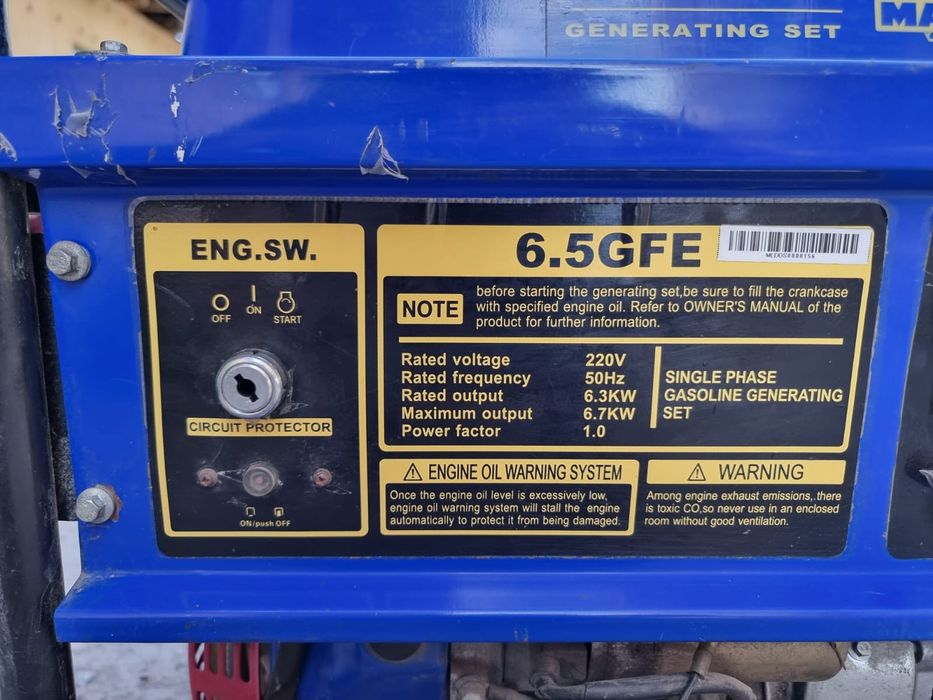 GENERATING SET
ENG.SW.
OFF
ON
START
CIRCUIT PROTECTOR
ON/push OFF
6.5GFE
NOTE
before starting the generating set,be sure to fill the crankcase
with specified engine oil. Refer to OWNER'S MANUAL of the
product for further information.
Rated voltage 220V
Rated frequency 50Hz
Rated output 6.3KW
Maximum output 6.7KW
Power factor 1.0
SINGLE PHASE
GASOLINE GENERATING
SET
ENGINE OIL WARNING SYSTEM
Once the engine oil level is excessively low,
engine oil warning system will stall the engine
automatically to protect it from being damaged.
WARNING
Among engine exhaust emissions,.there
is toxic CO,so never use in an enclosed
room without good ventilation.